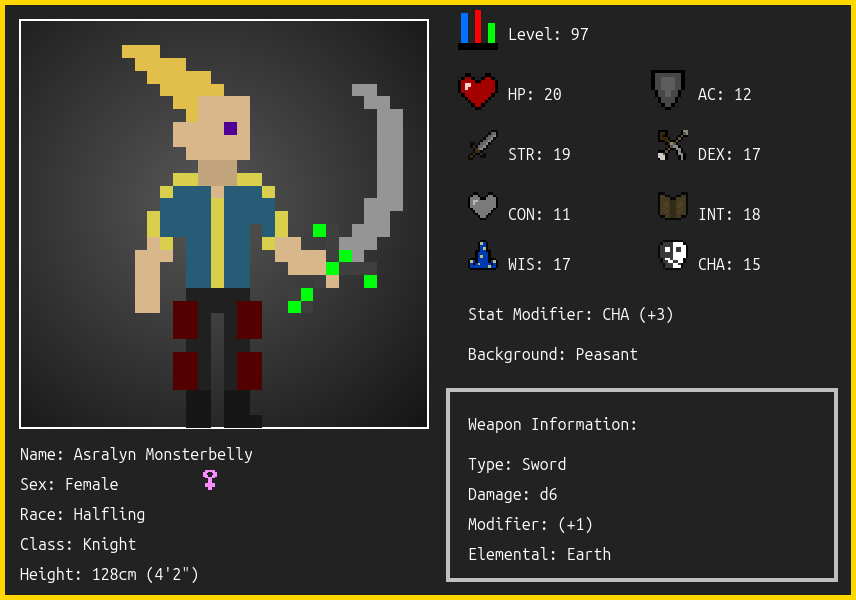 Level: 97
HP: 20
AC: 12
STR: 19
DEX: 17
CON: 11
INT: 18
WIS: 17
CHA: 15
Stat Modifier: CHA (+3)
Background: Peasant
Weapon Information:
Type: Sword
Damage: d6
Modifier: (+1)
Elemental: Earth
Name: Asralyn Monsterbelly
Sex: Female
Race: Halfling
Class: Knight
Height: 128cm (4'2")